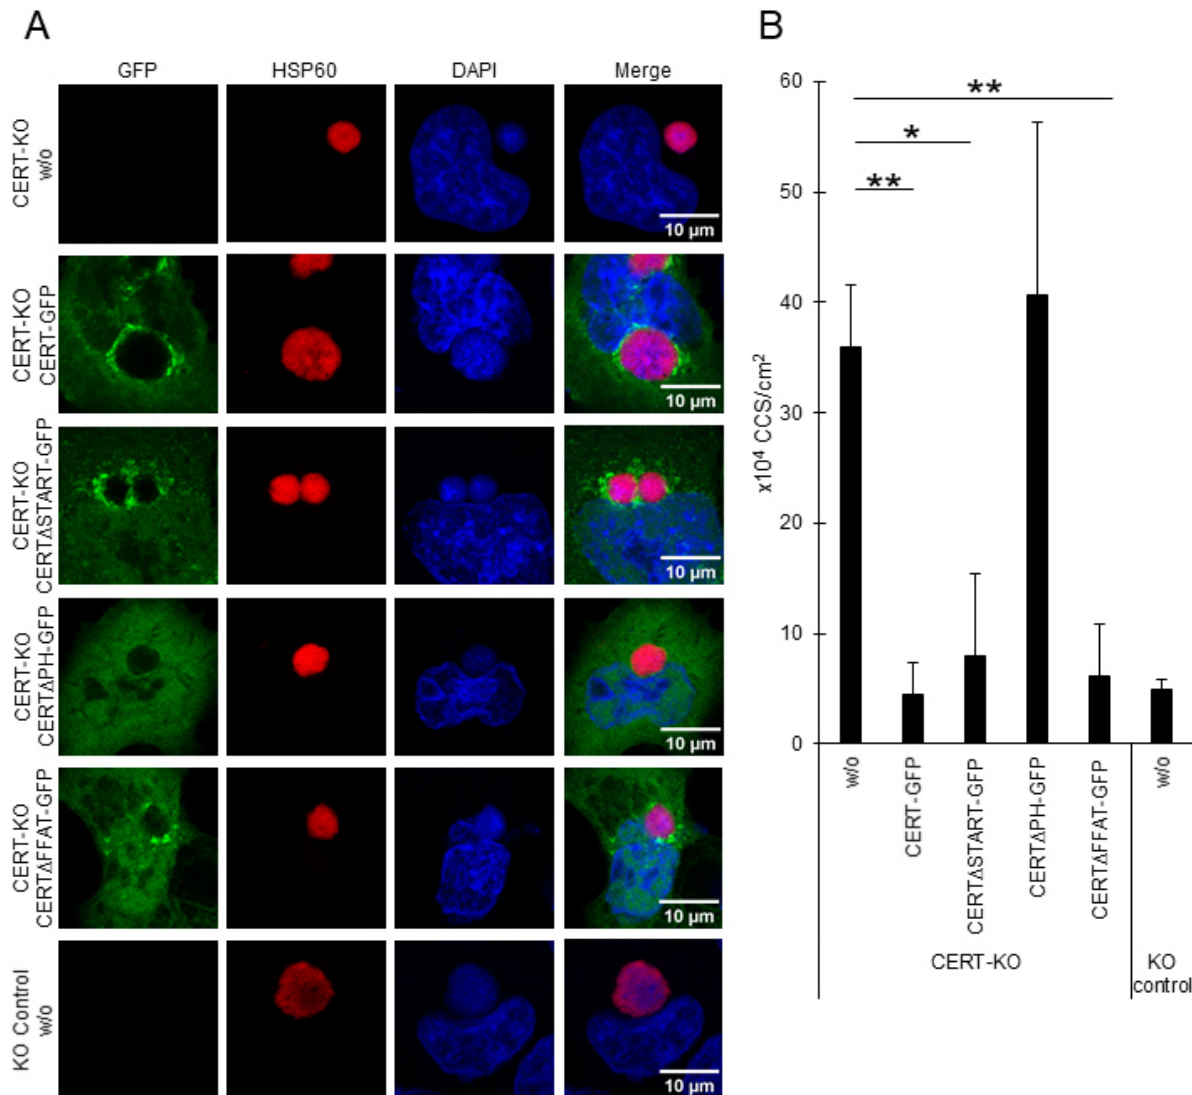 A
GFP HSP60 DAPI Merge
CERT-KO
w/o
10 µm
CERT-KO
CERT-GFP
10 µm
CERT-KO
CERTΔSTART-GFP
10 µm
CERT-KO
CERTΔPH-GFP
10 µm
CERT-KO
CERTΔFFAT-GFP
10 µm
KO Control
w/o
10 µm
B
x10⁴ CCS/cm²
60
50
40
30
20
10
0
**
*
**
w/o
CERT-GFP
CERTΔSTART-GFP
CERTΔPH-GFP
CERTΔFFAT-GFP
w/o
CERT-KO
KO
control